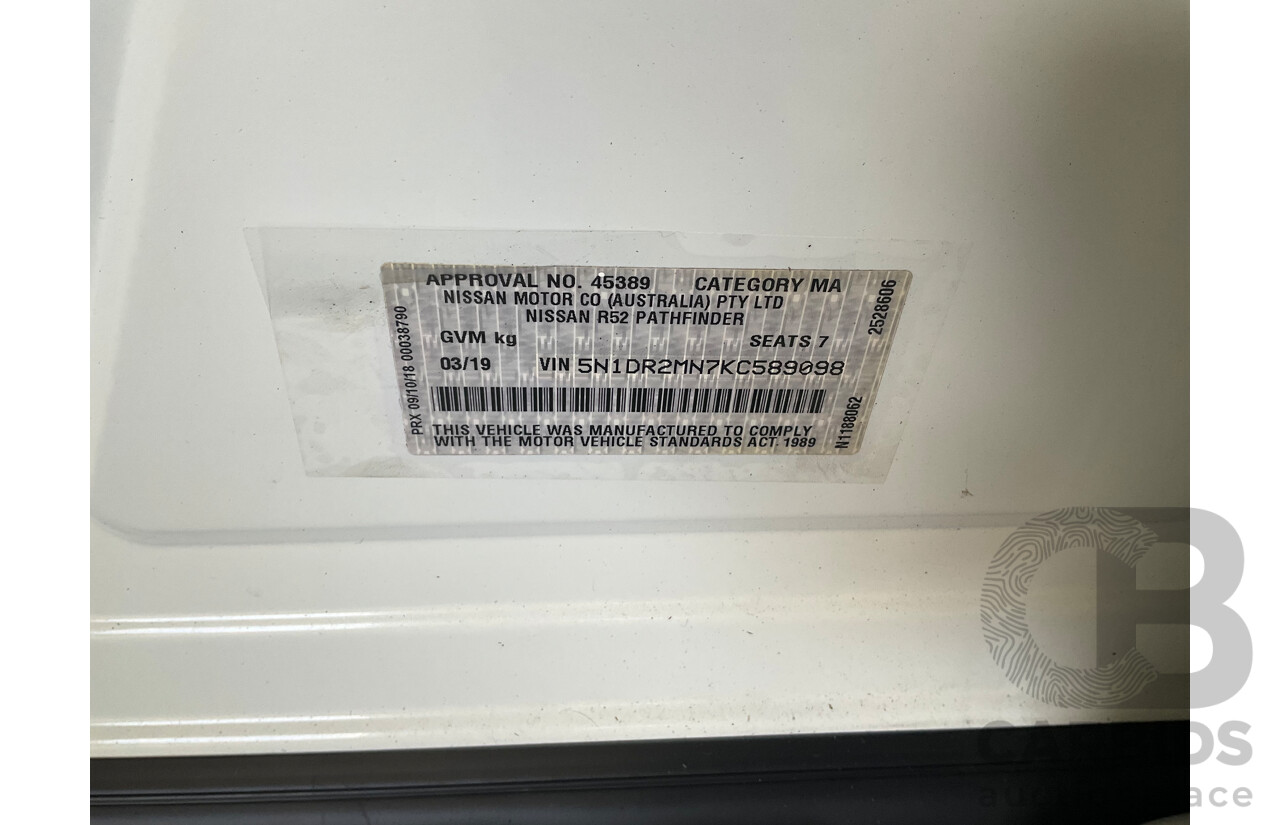 APPROVAL NO. 45389 CATEGORY MA
NISSAN MOTOR CO (AUSTRALIA) PTY LTD
NISSAN R52 PATHFINDER
GVM kg SEATS 7
03/19 VIN 5N1DR2MN7KC589098
THIS VEHICLE WAS MANUFACTURED TO COMPLY
WITH THE MOTOR VEHICLE STANDARDS ACT 1989
PRX 09/10/18 00038790
2528606
N1188062
CB